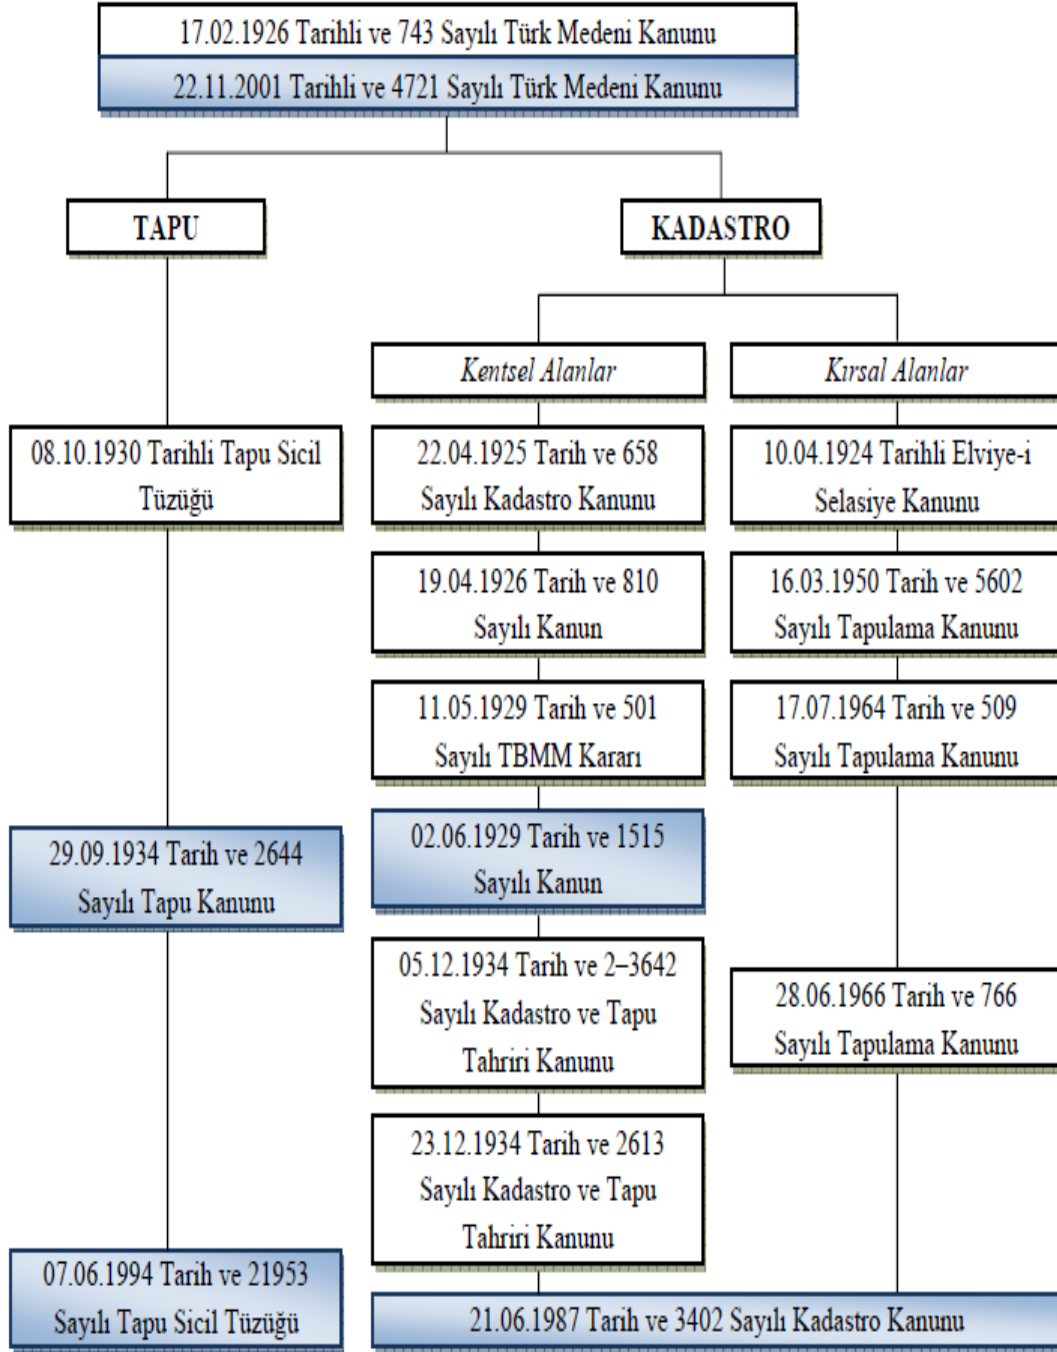 17.02.1926 Tarihli ve 743 Sayılı Türk Medeni Kanunu
22.11.2001 Tarihli ve 4721 Sayılı Türk Medeni Kanunu
TAPU
08.10.1930 Tarihli Tapu Sicil
Tüzüğü
29.09.1934 Tarih ve 2644
Sayılı Tapu Kanunu
07.06.1994 Tarih ve 21953
Sayılı Tapu Sicil Tüzüğü
KADASTRO
Kentsel Alanlar
22.04.1925 Tarih ve 658
Sayılı Kadastro Kanunu
19.04.1926 Tarih ve 810
Sayılı Kanun
11.05.1929 Tarih ve 501
Sayılı TBMM Kararı
02.06.1929 Tarih ve 1515
Sayılı Kanun
05.12.1934 Tarih ve 2–3642
Sayılı Kadastro ve Tapu
Tahriri Kanunu
23.12.1934 Tarih ve 2613
Sayılı Kadastro ve Tapu
Tahriri Kanunu
Kırsal Alanlar
10.04.1924 Tarihli Elviye-i
Selasiye Kanunu
16.03.1950 Tarih ve 5602
Sayılı Tapulama Kanunu
17.07.1964 Tarih ve 509
Sayılı Tapulama Kanunu
28.06.1966 Tarih ve 766
Sayılı Tapulama Kanunu
21.06.1987 Tarih ve 3402 Sayılı Kadastro Kanunu